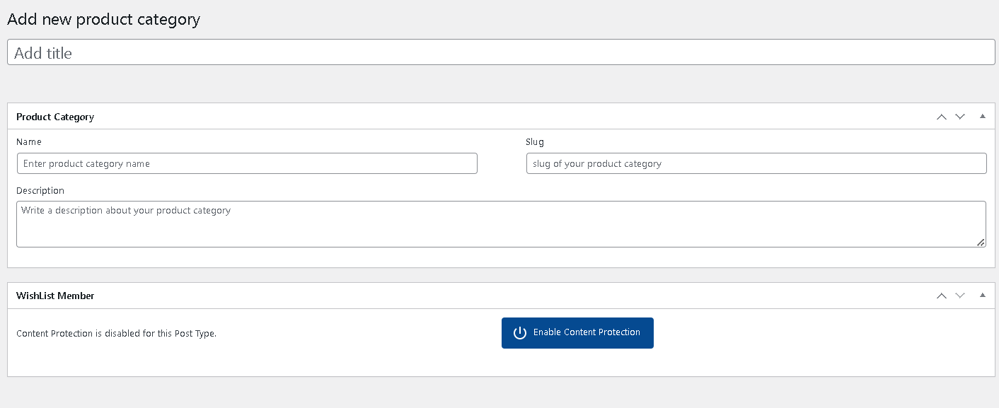 Add new product category
Add title
Product Category
Name
Slug
Enter product category name
slug of your product category
Description
Write a description about your product category
WishList Member
Content Protection is disabled for this Post Type.
Enable Content Protection